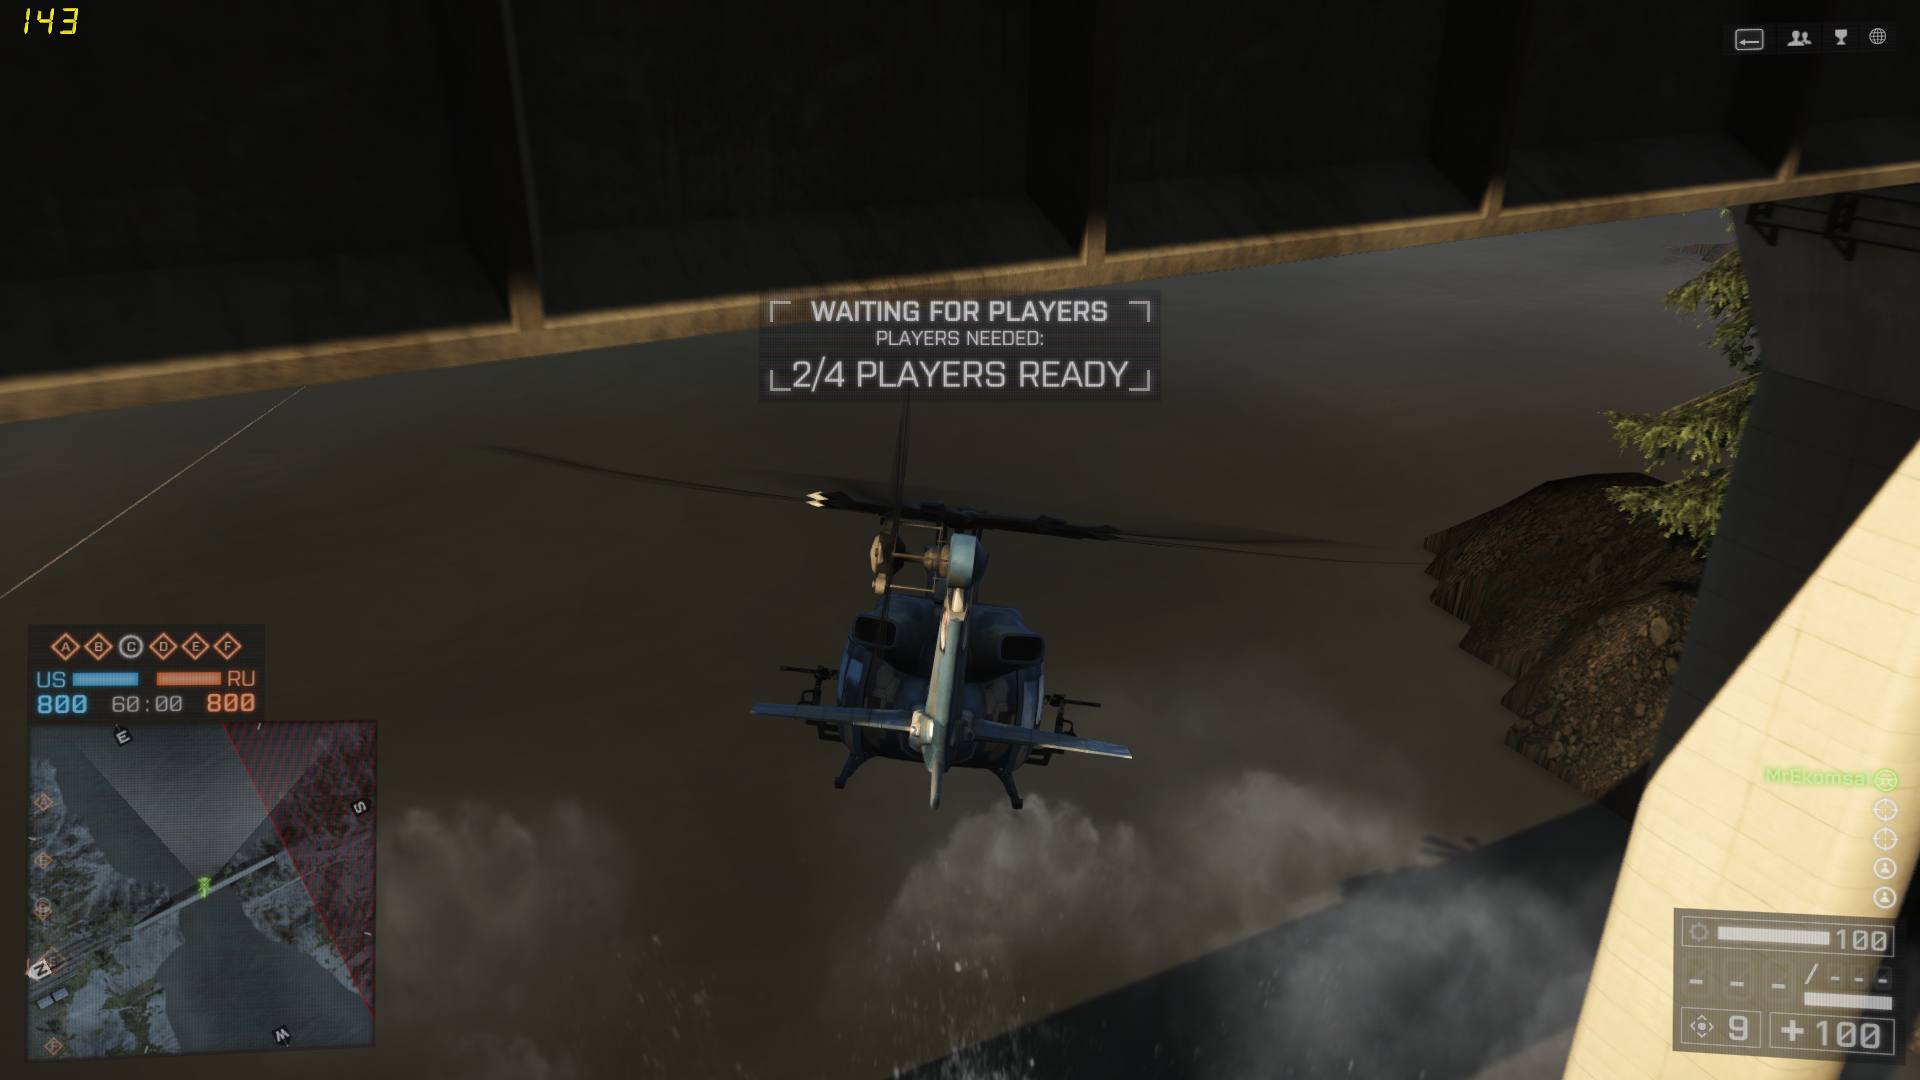 143
WAITING FOR PLAYERS
PLAYERS NEEDED:
2/4 PLAYERS READY
A B C D E F
US RU
800 60:00 800
E
S
A
E
N
W
F
MrEkomsai
100
- - - / - - -
9 +100